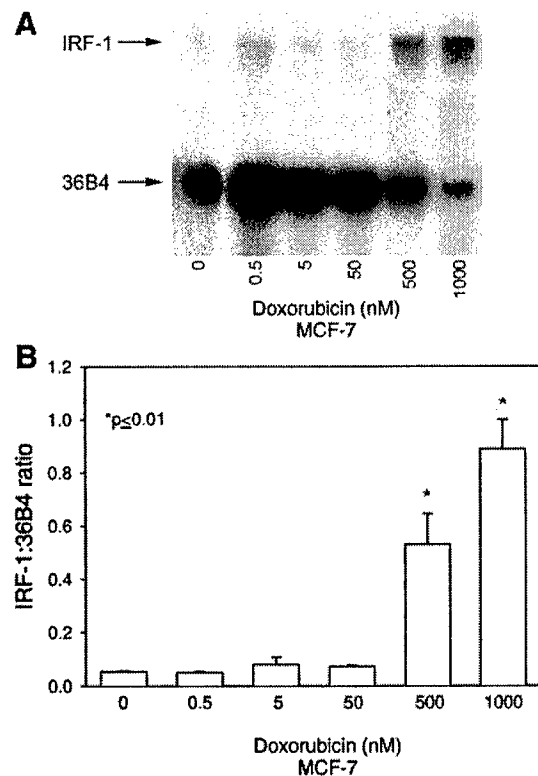 A
IRF-1
36B4
0 0.5 5 50 500 1000
Doxorubicin (nM)
MCF-7
B
1.2
1.0
0.8
0.6
0.4
0.2
0.0
IRF-1:36B4 ratio
*p≤0.01
*
*
0 0.5 5 50 500 1000
Doxorubicin (nM)
MCF-7